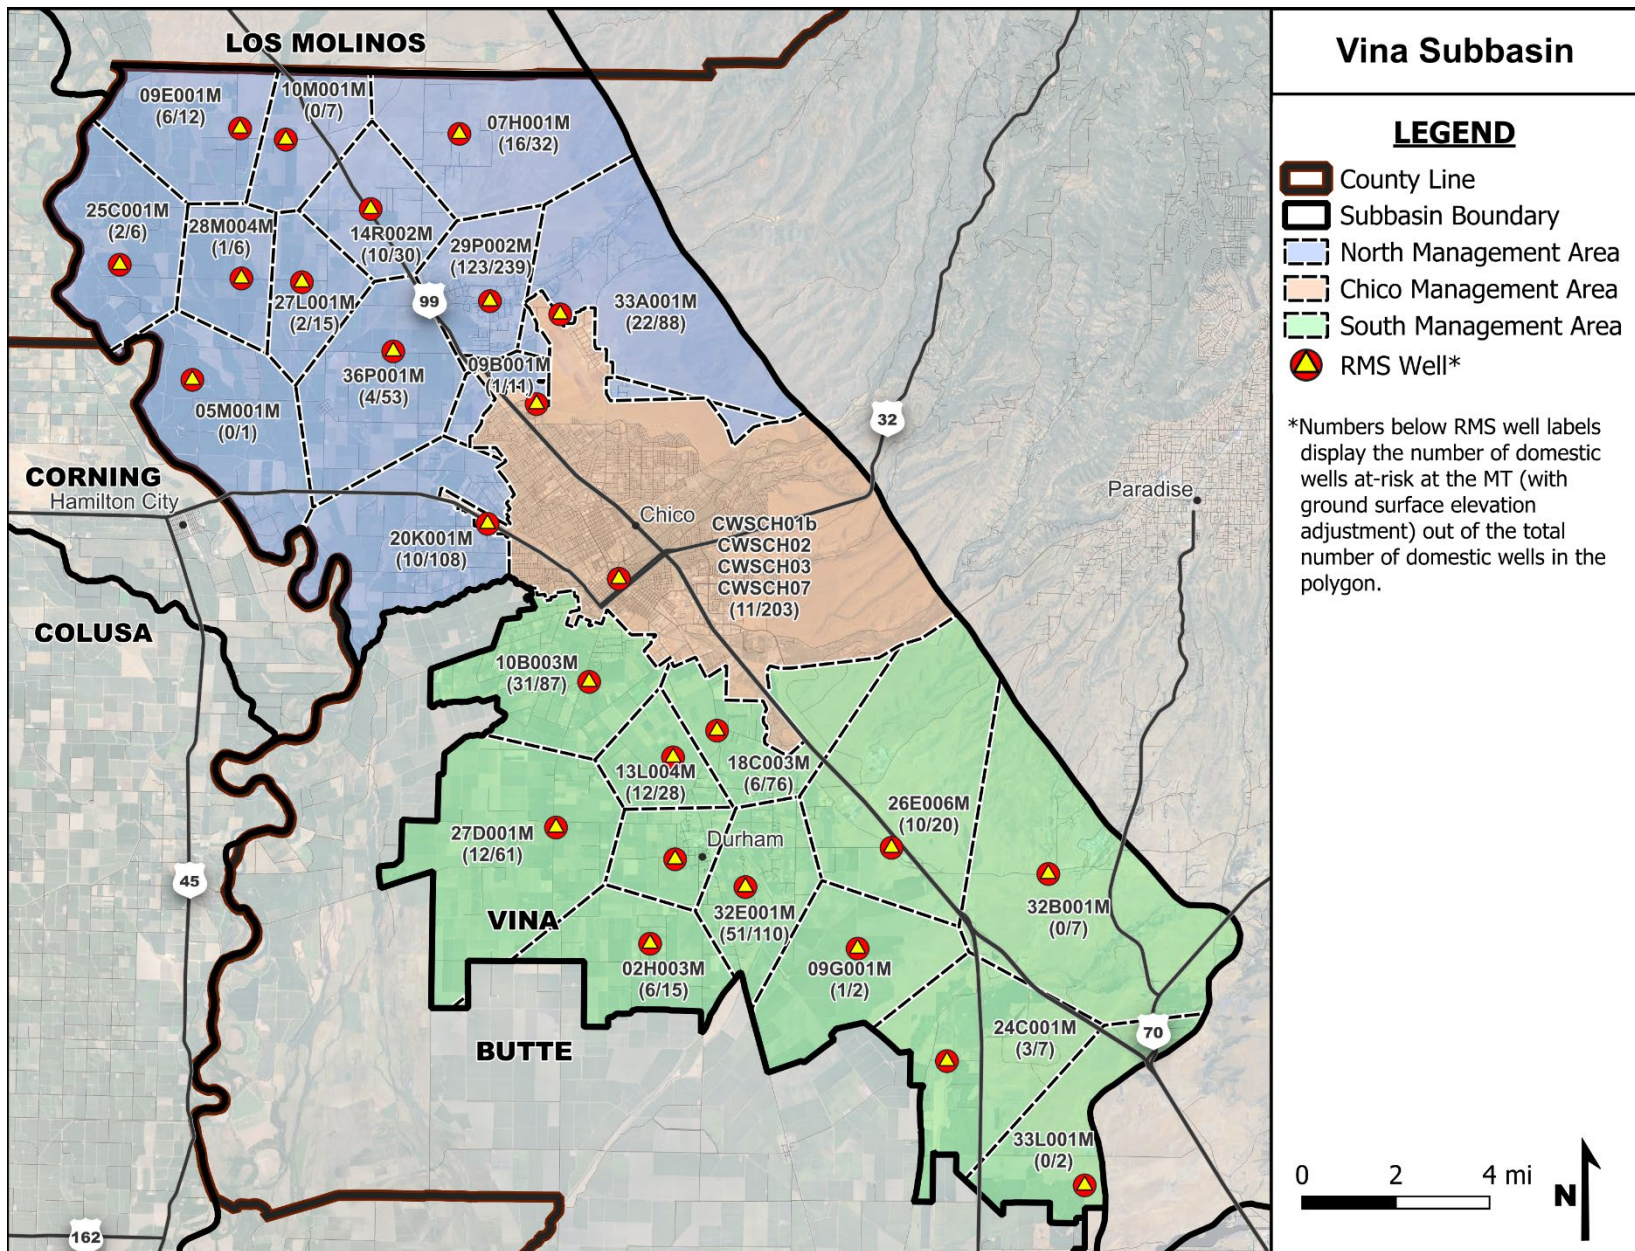 LOS MOLINOS
09E001M
(6/12)
10M001M
(0/7)
07H001M
(16/32)
25C001M
(2/6)
28M004M
(1/6)
14R002M
(10/30)
29P002M
(123/239)
27L001M
(2/15)
99
33A001M
(22/88)
36P001M
(4/53)
09B001M
(1/11)
05M001M
(0/1)
32
CORNING
Hamilton City
Paradise
Chico
20K001M
(10/108)
CWSCH01b
CWSCH02
CWSCH03
CWSCH07
(11/203)
COLUSA
10B003M
(31/87)
13L004M
(12/28)
18C003M
(6/76)
26E006M
(10/20)
27D001M
(12/61)
Durham
45
VINA
32E001M
(51/110)
32B001M
(0/7)
02H003M
(6/15)
09G001M
(1/2)
BUTTE
24C001M
(3/7)
70
33L001M
(0/2)
162
Vina Subbasin
LEGEND
County Line
Subbasin Boundary
North Management Area
Chico Management Area
South Management Area
RMS Well*
*Numbers below RMS well labels
display the number of domestic
wells at-risk at the MT (with
ground surface elevation
adjustment) out of the total
number of domestic wells in the
polygon.
0 2 4 mi
N